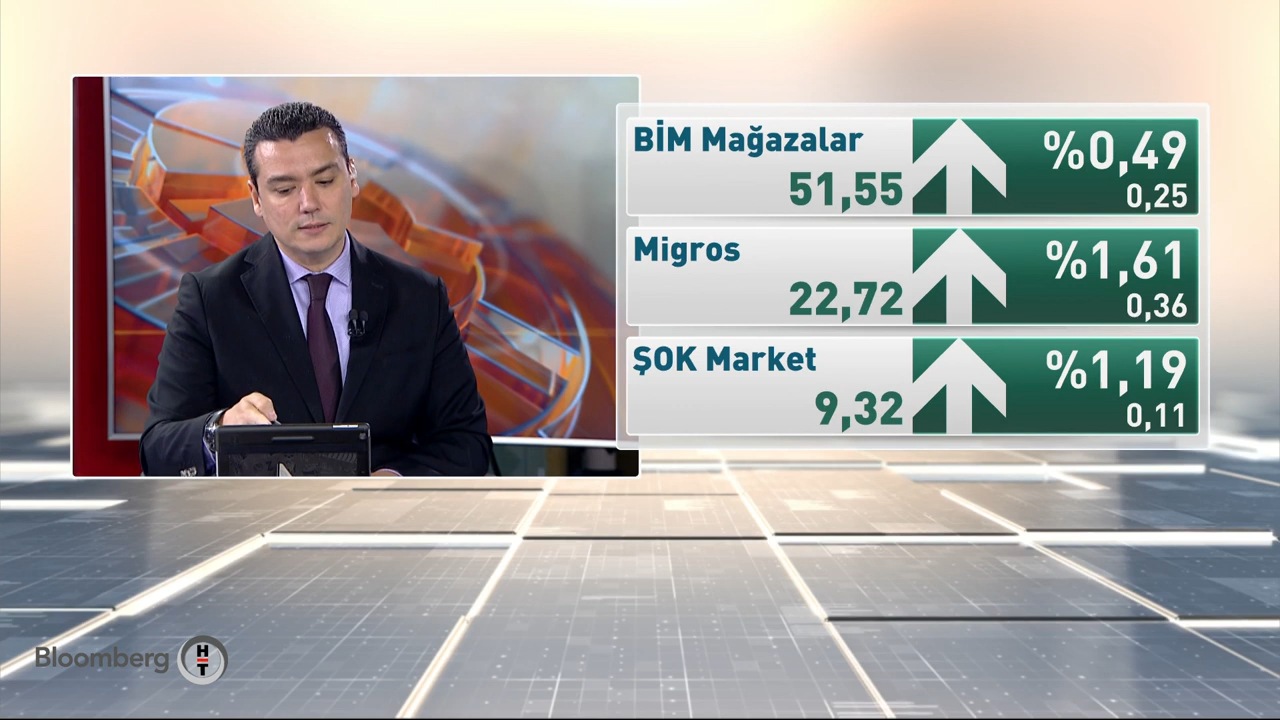 BİM Mağazalar
51,55
%0,49
0,25
Migros
22,72
%1,61
0,36
ŞOK Market
9,32
%1,19
0,11
Bloomberg HT